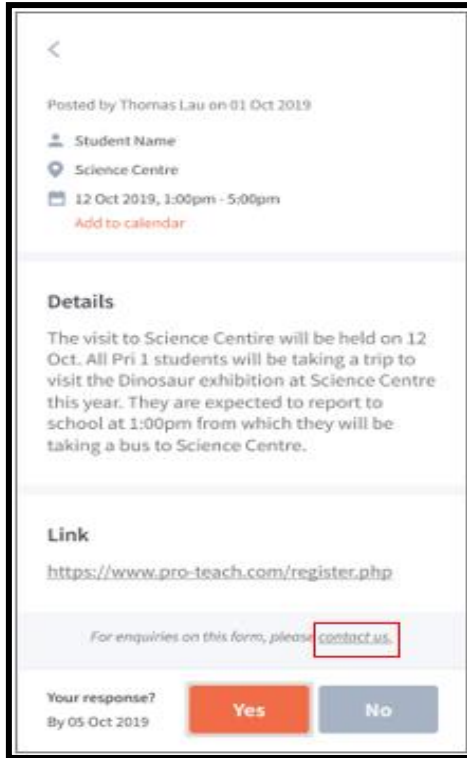 Posted by Thomas Lau on 01 Oct 2019
Student Name
Science Centre
12 Oct 2019, 1:00pm - 5:00pm
Add to calendar
Details
The visit to Science Centire will be held on 12
Oct. All Pri 1 students will be taking a trip to
visit the Dinosaur exhibition at Science Centre
this year. They are expected to report to
school at 1:00pm from which they will be
taking a bus to Science Centre.
Link
https://www.pro-teach.com/register.php
For enquiries on this form, please contact us.
Your response?
By 05 Oct 2019
Yes
No